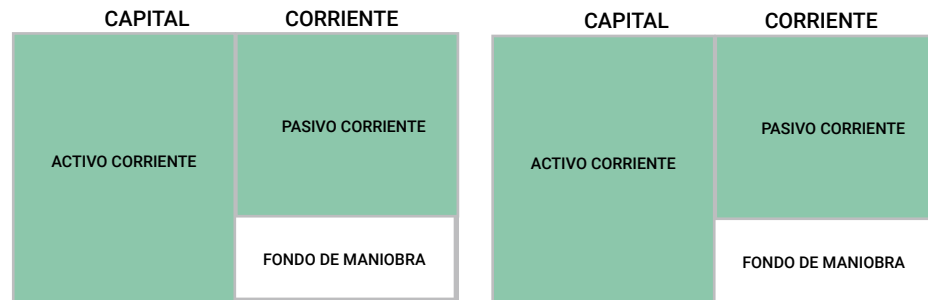 CAPITAL CORRIENTE
ACTIVO CORRIENTE
PASIVO CORRIENTE
FONDO DE MANIOBRA
CAPITAL CORRIENTE
ACTIVO CORRIENTE
PASIVO CORRIENTE
FONDO DE MANIOBRA